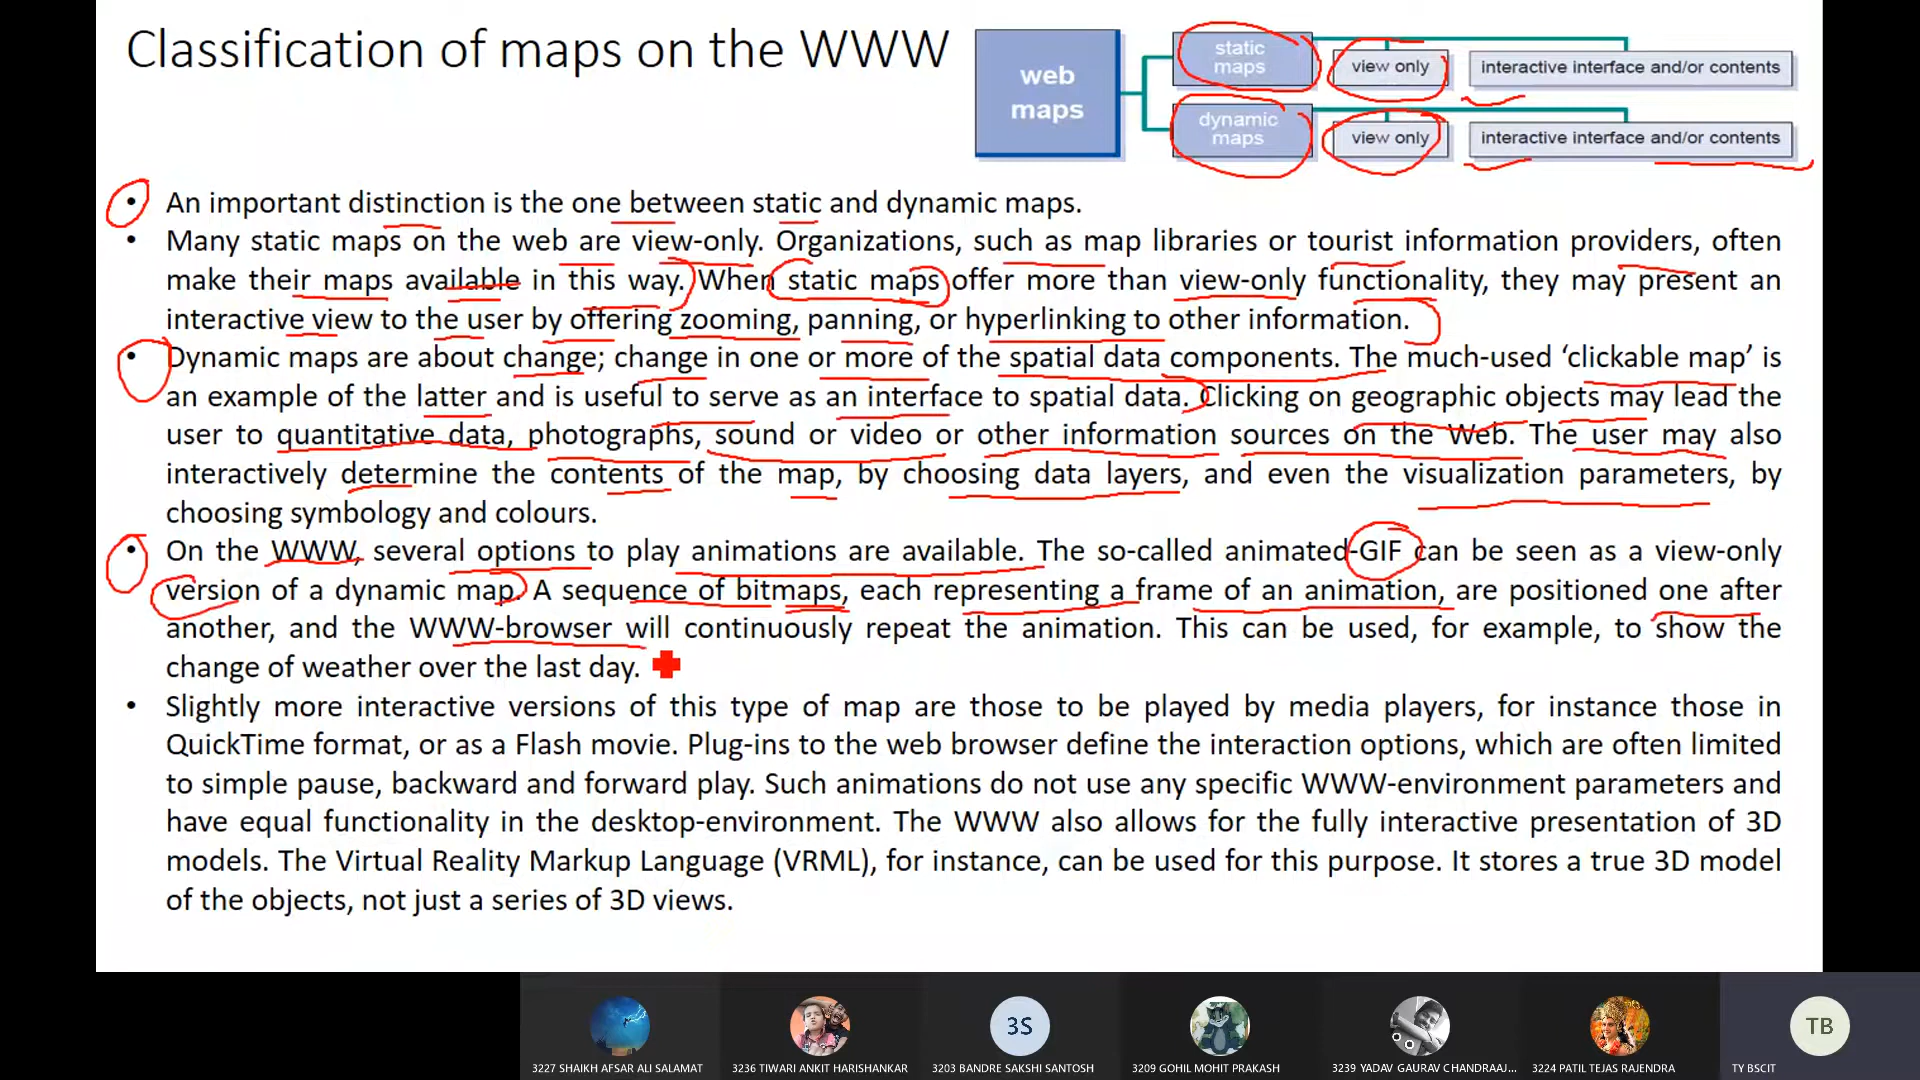 Classification of maps on the WWW
web
maps
static
maps
view only
interactive interface and/or contents
dynamic
maps
view only
interactive interface and/or contents
• An important distinction is the one between static and dynamic maps.
• Many static maps on the web are view-only. Organizations, such as map libraries or tourist information providers, often
make their maps available in this way. When static maps offer more than view-only functionality, they may present an
interactive view to the user by offering zooming, panning, or hyperlinking to other information.
• Dynamic maps are about change; change in one or more of the spatial data components. The much-used ‘clickable map’ is
an example of the latter and is useful to serve as an interface to spatial data. Clicking on geographic objects may lead the
user to quantitative data, photographs, sound or video or other information sources on the Web. The user may also
interactively determine the contents of the map, by choosing data layers, and even the visualization parameters, by
choosing symbology and colours.
• On the WWW, several options to play animations are available. The so-called animated-GIF can be seen as a view-only
version of a dynamic map. A sequence of bitmaps, each representing a frame of an animation, are positioned one after
another, and the WWW-browser will continuously repeat the animation. This can be used, for example, to show the
change of weather over the last day.
• Slightly more interactive versions of this type of map are those to be played by media players, for instance those in
QuickTime format, or as a Flash movie. Plug-ins to the web browser define the interaction options, which are often limited
to simple pause, backward and forward play. Such animations do not use any specific WWW-environment parameters and
have equal functionality in the desktop-environment. The WWW also allows for the fully interactive presentation of 3D
models. The Virtual Reality Markup Language (VRML), for instance, can be used for this purpose. It stores a true 3D model
of the objects, not just a series of 3D views.
3S
TB
3227 SHAIKH AFSAR ALI SALAMAT
3236 TIWARI ANKIT HARISHANKAR
3203 BANDRE SAKSHI SANTOSH
3209 GOHIL MOHIT PRAKASH
3239 YADAV GAURAV CHANDRAAJ...
3224 PATIL TEJAS RAJENDRA
TY BSCIT